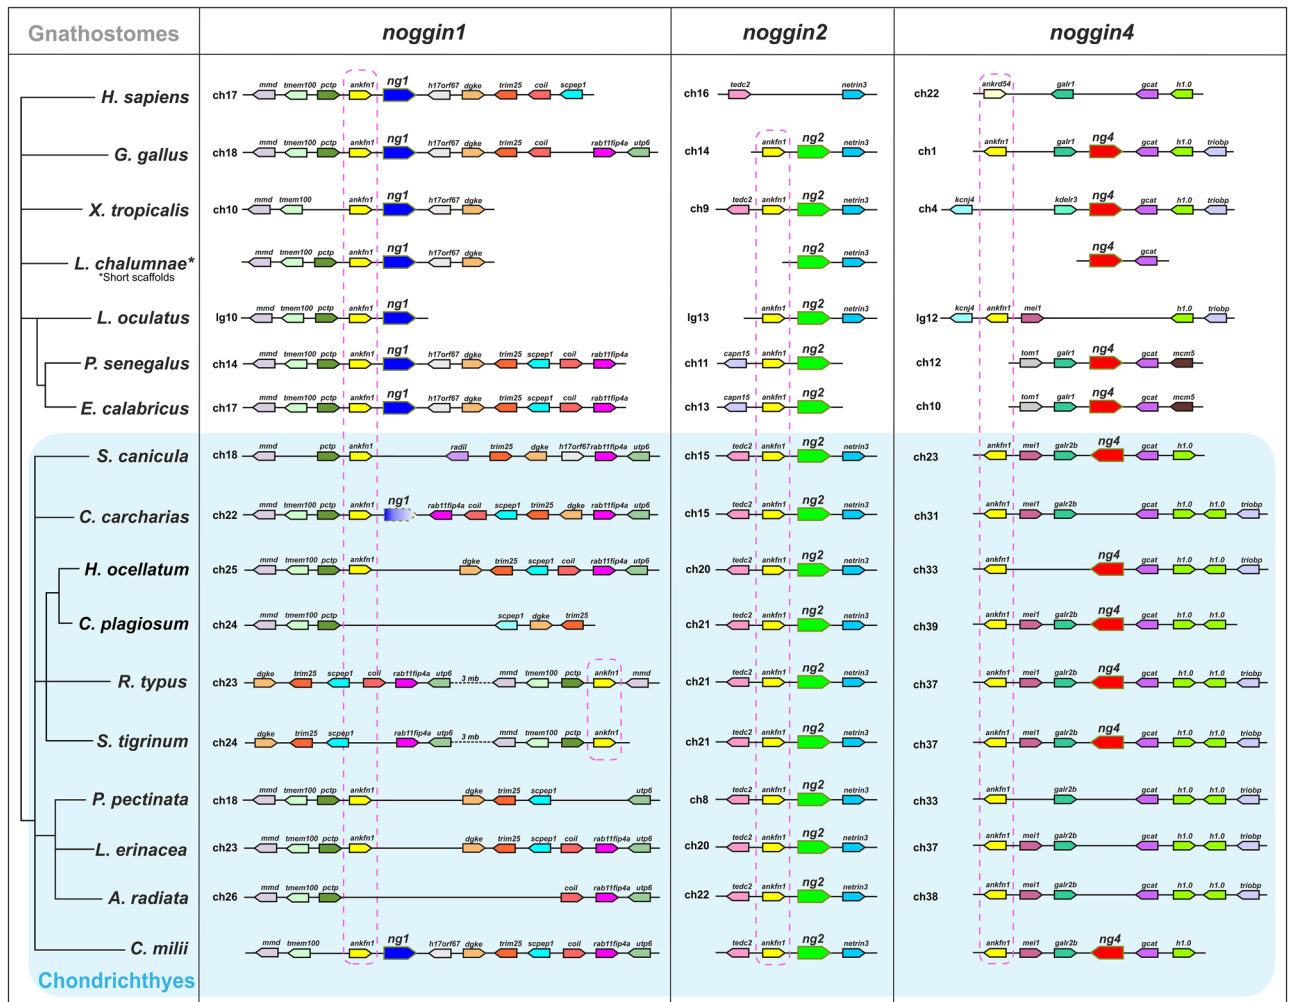 Gnathostomes noggin1 noggin2 noggin4
mmd tmem100 pctp ankfn1 ng1 h17orf67 dgke trim25 coil scpep1 tedc2 netrin3 ankrd54 galr1 gcat h1.0
H. sapiens ch17 ch16 ch22
mmd tmem100 pctp ankfn1 ng1 h17orf67 dgke trim25 coil rab11fip4a utp6 ankfn1 ng2 netrin3 ankfn1 galr1 ng4 gcat h1.0 triobp
G. gallus ch18 ch14 ch1
mmd tmem100 ankfn1 ng1 h17orf67 dgke tedc2 ankfn1 ng2 netrin3 kcnj4 kdelr3 ng4 gcat h1.0 triobp
X. tropicalis ch10 ch9 ch4
mmd tmem100 pctp ankfn1 ng1 h17orf67 dgke ng2 netrin3 ng4 gcat
L. chalumnae*
*Short scaffolds
mmd tmem100 pctp ankfn1 ng1 ankfn1 ng2 netrin3 kcnj4 ankfn1 mei1 h1.0 triobp
L. oculatus lg10 lg13 lg12
mmd tmem100 pctp ankfn1 ng1 h17orf67 dgke trim25 scpep1 coil rab11fip4a capn15 ankfn1 ng2 tom1 galr1 ng4 gcat mcm5
P. senegalus ch14 ch11 ch12
mmd tmem100 pctp ankfn1 ng1 h17orf67 dgke trim25 scpep1 coil rab11fip4a capn15 ankfn1 ng2 tom1 galr1 ng4 gcat mcm5
E. calabricus ch17 ch13 ch10
mmd pctp ankfn1 radil trim25 dgke h17orf67 rab11fip4a utp6 tedc2 ankfn1 ng2 netrin3 ankfn1 mei1 galr2b ng4 gcat h1.0
S. canicula ch18 ch15 ch23
mmd tmem100 pctp ankfn1 ng1 rab11fip4a coil scpep1 trim25 dgke rab11fip4a utp6 tedc2 ankfn1 ng2 netrin3 ankfn1 mei1 galr2b gcat h1.0 h1.0 triobp
C. carcharias ch22 ch15 ch31
mmd tmem100 pctp ankfn1 dgke trim25 scpep1 coil rab11fip4a utp6 tedc2 ankfn1 ng2 netrin3 ankfn1 ng4 gcat h1.0 h1.0 triobp
H. ocellatum ch25 ch20 ch33
mmd tmem100 pctp scpep1 dgke trim25 tedc2 ankfn1 ng2 netrin3 ankfn1 mei1 galr2b ng4 gcat h1.0 h1.0
C. plagiosum ch24 ch21 ch39
dgke trim25 scpep1 coil rab11fip4a utp6 3 mb mmd tmem100 pctp ankfn1 mmd tedc2 ankfn1 ng2 netrin3 ankfn1 mei1 galr2b ng4 gcat h1.0 h1.0 triobp
R. typus ch23 ch21 ch37
dgke trim25 scpep1 rab11fip4a utp6 3 mb mmd tmem100 pctp ankfn1 tedc2 ankfn1 ng2 netrin3 ankfn1 mei1 galr2b ng4 gcat h1.0 h1.0 triobp
S. tigrinum ch24 ch21 ch37
mmd tmem100 pctp ankfn1 dgke trim25 scpep1 utp6 tedc2 ankfn1 ng2 netrin3 ankfn1 galr2b gcat h1.0 h1.0 triobp
P. pectinata ch18 ch8 ch33
mmd tmem100 pctp ankfn1 dgke trim25 scpep1 coil rab11fip4a utp6 tedc2 ankfn1 ng2 netrin3 ankfn1 mei1 galr2b gcat h1.0 h1.0 triobp
L. erinacea ch23 ch20 ch37
mmd tmem100 pctp coil rab11fip4a utp6 tedc2 ankfn1 ng2 netrin3 ankfn1 mei1 galr2b gcat h1.0 h1.0 triobp
A. radiata ch26 ch22 ch38
mmd tmem100 ankfn1 ng1 h17orf67 dgke trim25 scpep1 coil rab11fip4a utp6 tedc2 ankfn1 ng2 netrin3 ankfn1 mei1 galr2b ng4 gcat h1.0
C. milii
Chondrichthyes